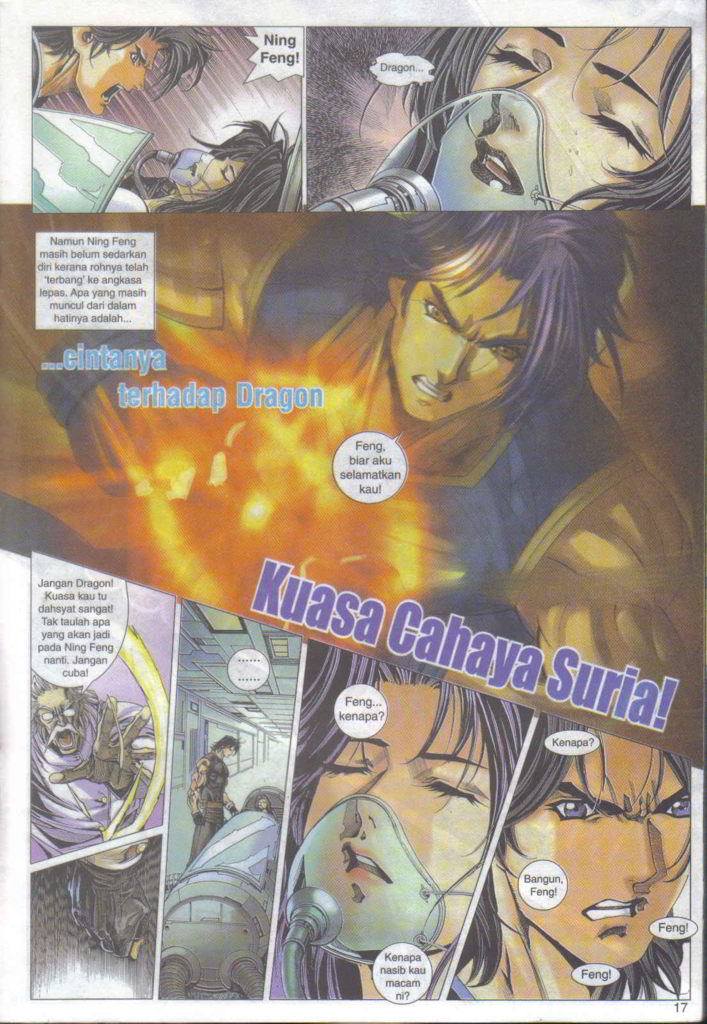 Ning
Feng!
Dragon...
Namun Ning Feng
masih belum sedarkan
diri kerana rohnya telah
'terbang' ke angkasa
lepas. Apa yang masih
muncul dari dalam
hatinya adalah...
...cintanya
terhadap Dragon
Feng,
biar aku
selamatkan
kau!
Kuasa Cahaya Suria!
Jangan Dragon!
Kuasa kau tu
dahsyat sangat!
Tak taulah apa
yang akan jadi
pada Ning Feng
nanti. Jangan
cuba!
......
......
Feng...
kenapa?
Kenapa
nasib kau
macam
ni?
Kenapa?
Bangun,
Feng!
Feng!
Feng!
17